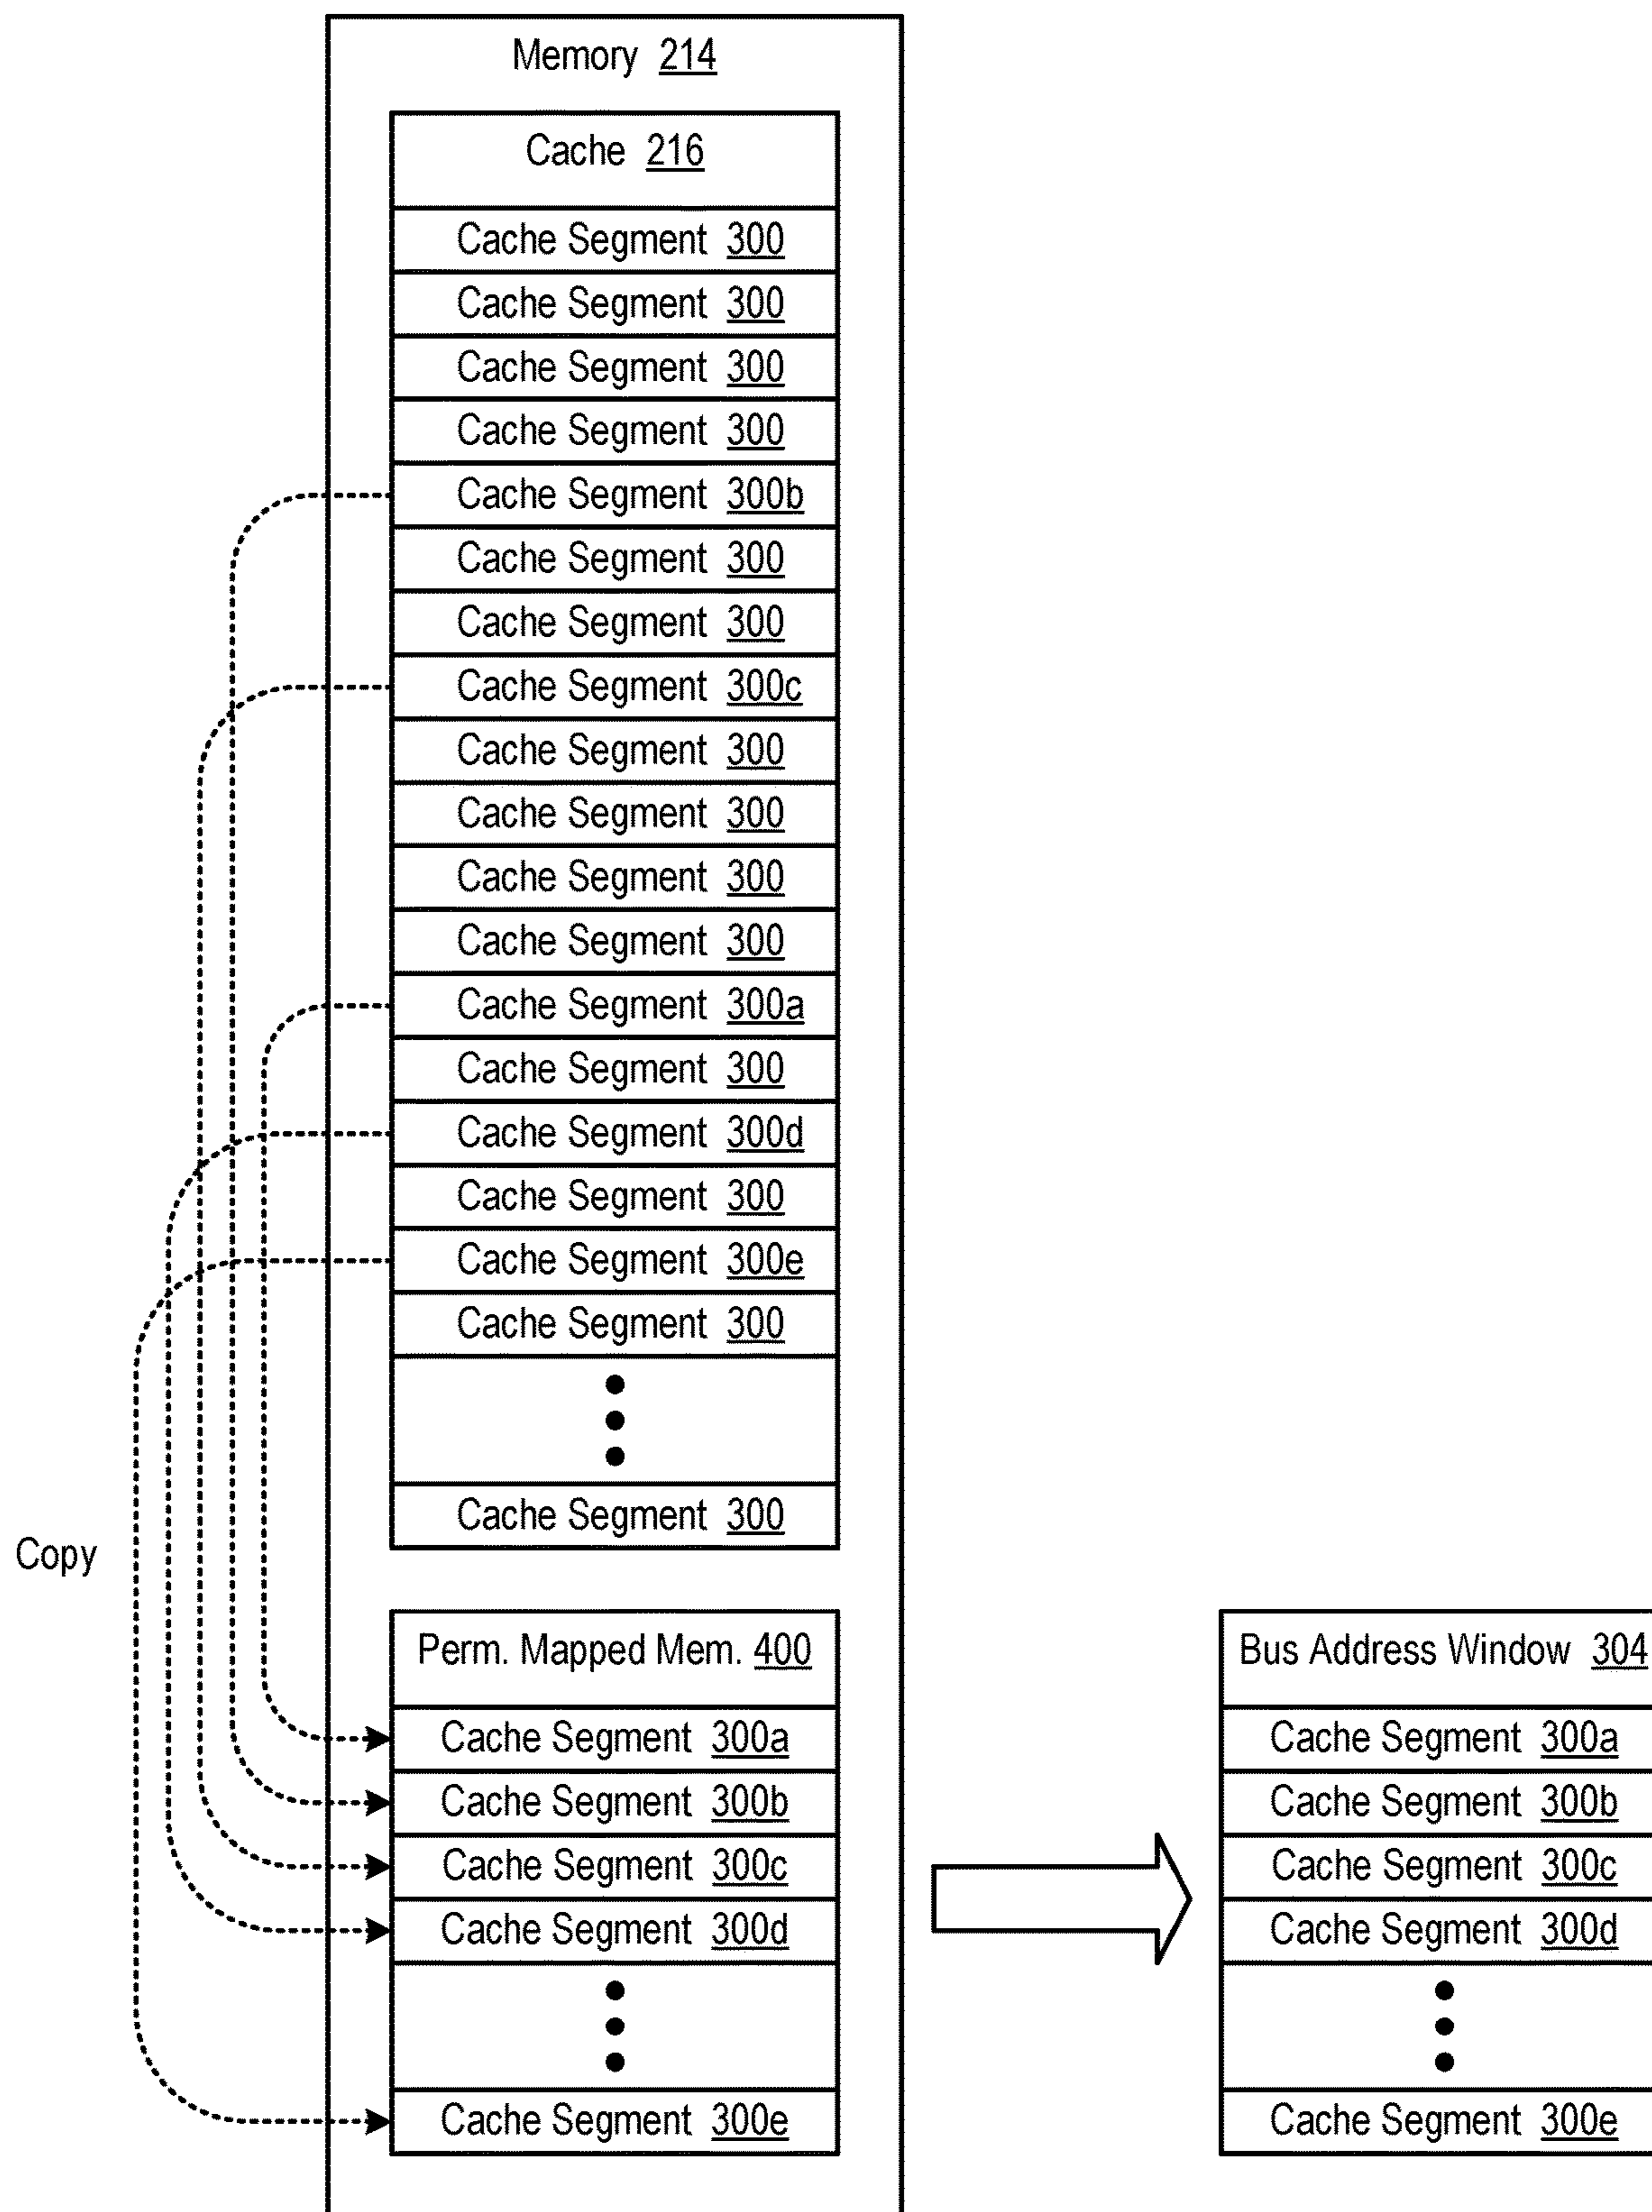 Memory 214
Cache 216
Cache Segment 300
Cache Segment 300
Cache Segment 300
Cache Segment 300
Cache Segment 300b
Cache Segment 300
Cache Segment 300
Cache Segment 300c
Cache Segment 300
Cache Segment 300
Cache Segment 300
Cache Segment 300
Cache Segment 300a
Cache Segment 300
Cache Segment 300d
Cache Segment 300
Cache Segment 300e
Cache Segment 300
Cache Segment 300
Copy
Perm. Mapped Mem. 400
Cache Segment 300a
Cache Segment 300b
Cache Segment 300c
Cache Segment 300d
Cache Segment 300e
Bus Address Window 304
Cache Segment 300a
Cache Segment 300b
Cache Segment 300c
Cache Segment 300d
Cache Segment 300e